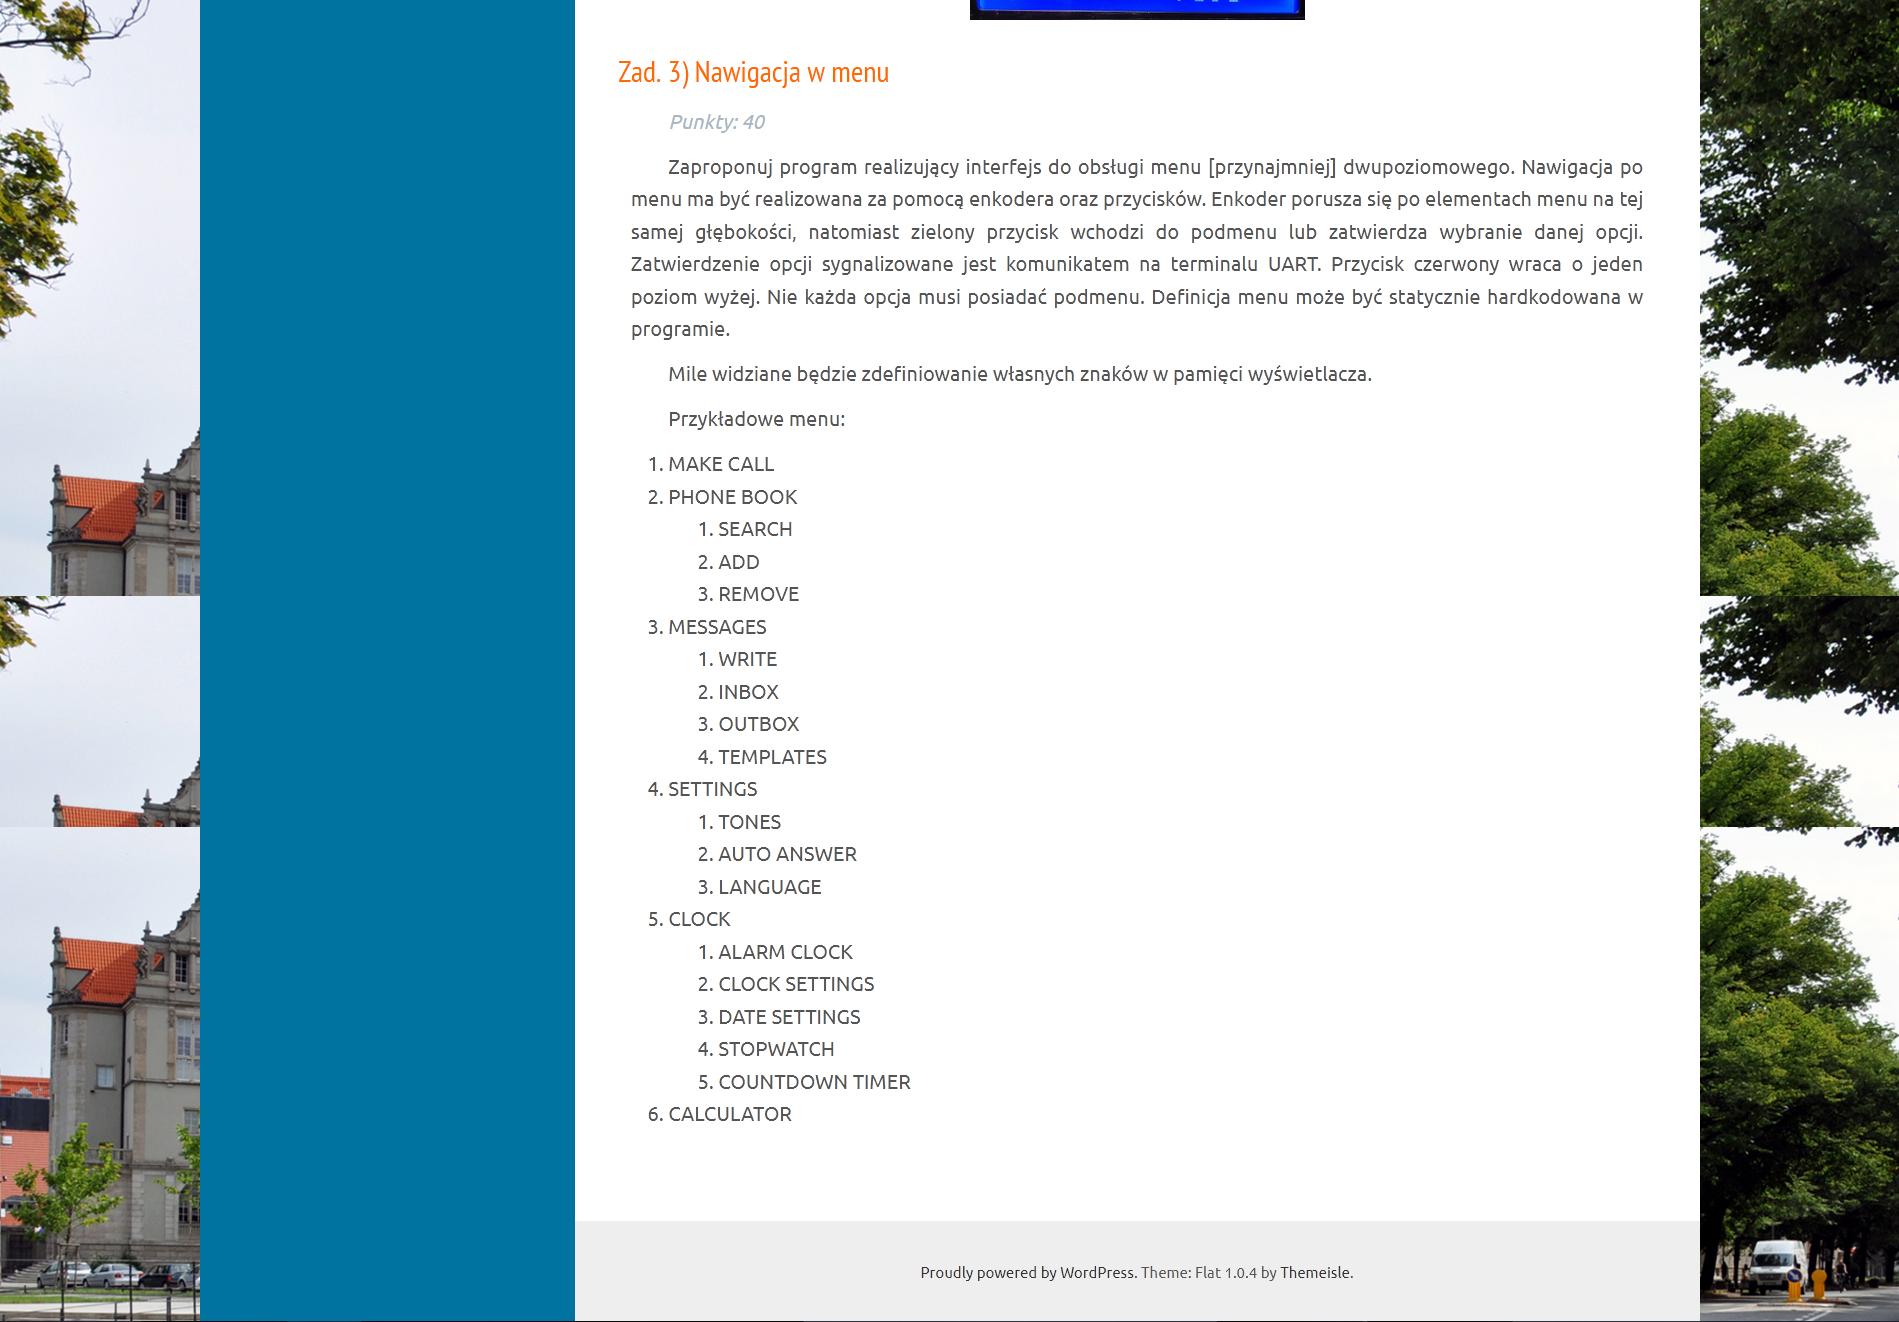 Zad. 3) Nawigacja w menu
Punkty: 40
Zaproponuj program realizujący interfejs do obsługi menu [przynajmniej] dwupoziomowego. Nawigacja po
menu ma być realizowana za pomocą enkodera oraz przycisków. Enkoder porusza się po elementach menu na tej
samej głębokości, natomiast zielony przycisk wchodzi do podmenu lub zatwierdza wybranie danej opcji.
Zatwierdzenie opcji sygnalizowane jest komunikatem na terminalu UART. Przycisk czerwony wraca o jeden
poziom wyżej. Nie każda opcja musi posiadać podmenu. Definicja menu może być statycznie hardkodowana w
programie.
Mile widziane będzie zdefiniowanie własnych znaków w pamięci wyświetlacza.
Przykładowe menu:
1. MAKE CALL
2. PHONE BOOK
1. SEARCH
2. ADD
3. REMOVE
3. MESSAGES
1. WRITE
2. INBOX
3. OUTBOX
4. TEMPLATES
4. SETTINGS
1. TONES
2. AUTO ANSWER
3. LANGUAGE
5. CLOCK
1. ALARM CLOCK
2. CLOCK SETTINGS
3. DATE SETTINGS
4. STOPWATCH
5. COUNTDOWN TIMER
6. CALCULATOR
Proudly powered by WordPress. Theme: Flat 1.0.4 by Themeisle.